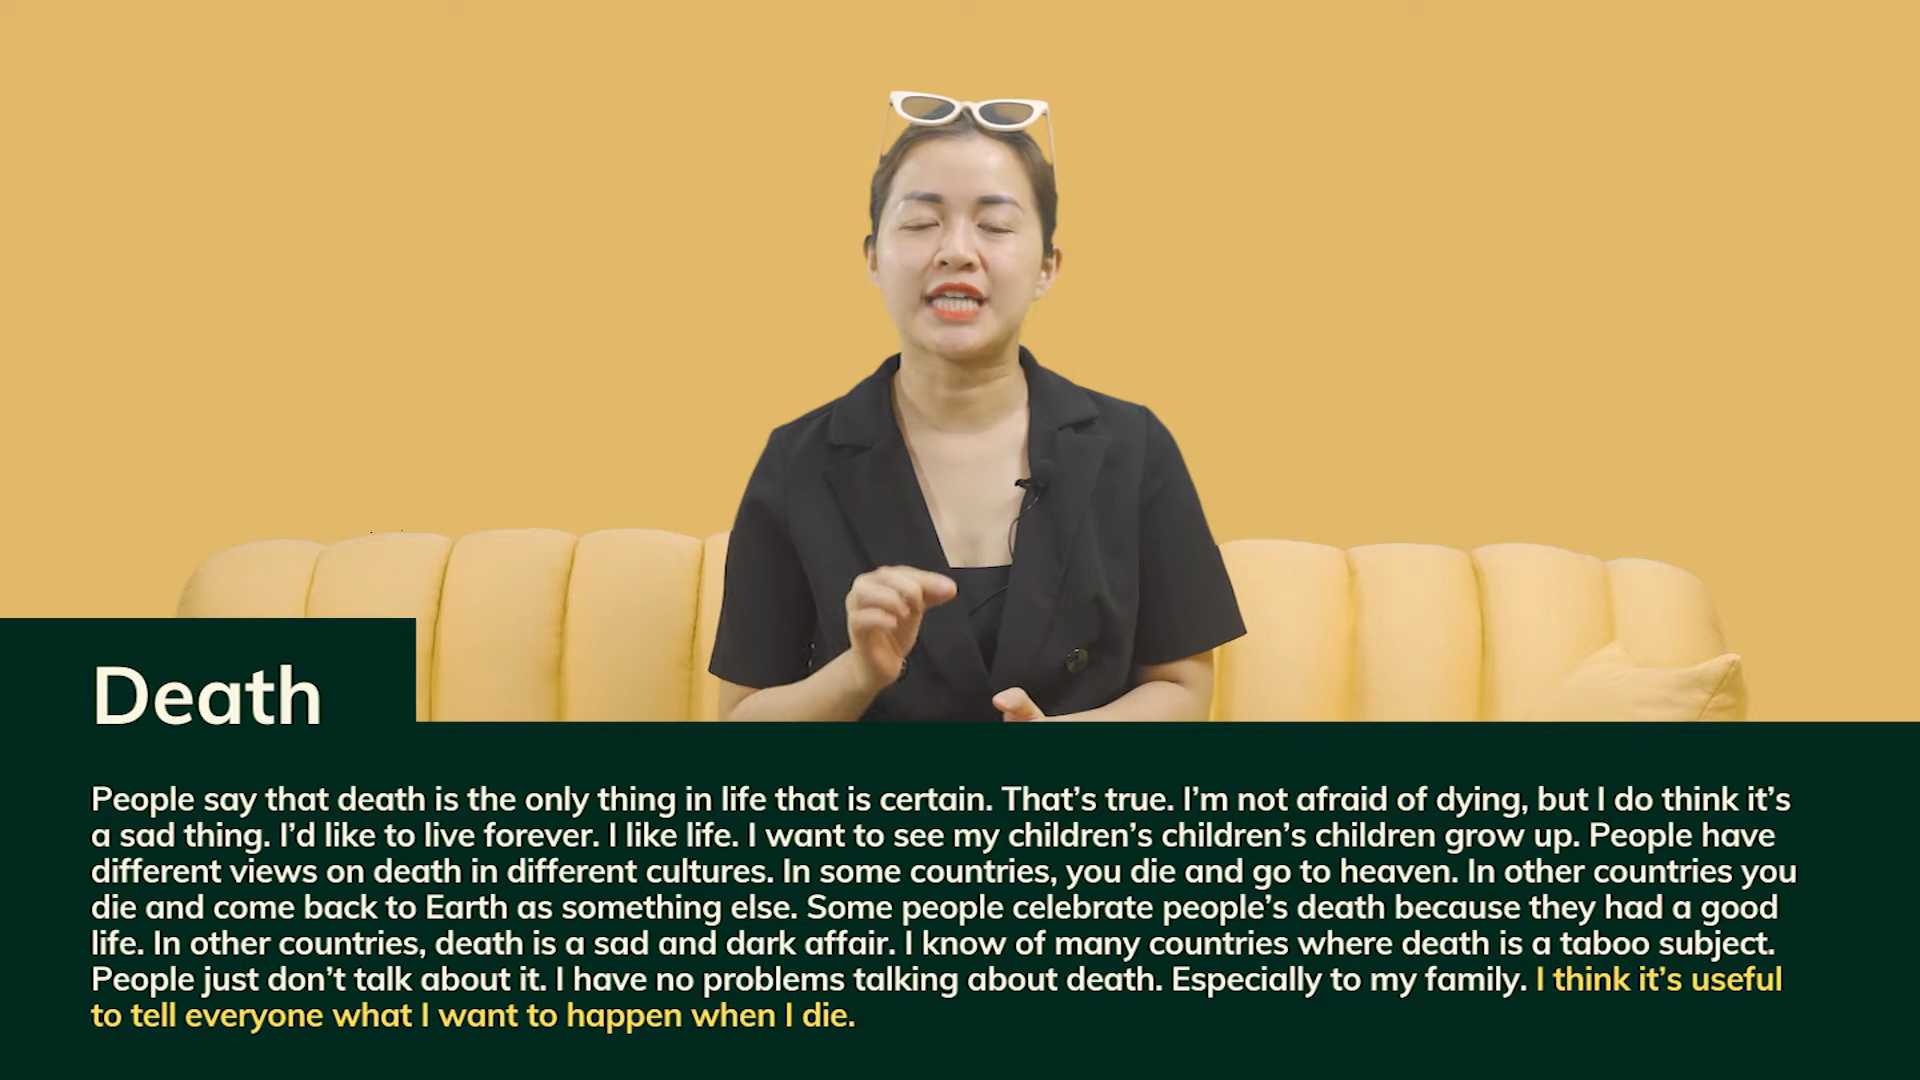 Death
People say that death is the only thing in life that is certain. That's true. I'm not afraid of dying, but I do think it's
a sad thing. I'd like to live forever. I like life. I want to see my children's children's children grow up. People have
different views on death in different cultures. In some countries, you die and go to heaven. In other countries you
die and come back to Earth as something else. Some people celebrate people's death because they had a good
life. In other countries, death is a sad and dark affair. I know of many countries where death is a taboo subject.
People just don't talk about it. I have no problems talking about death. Especially to my family. I think it's useful
to tell everyone what I want to happen when I die.